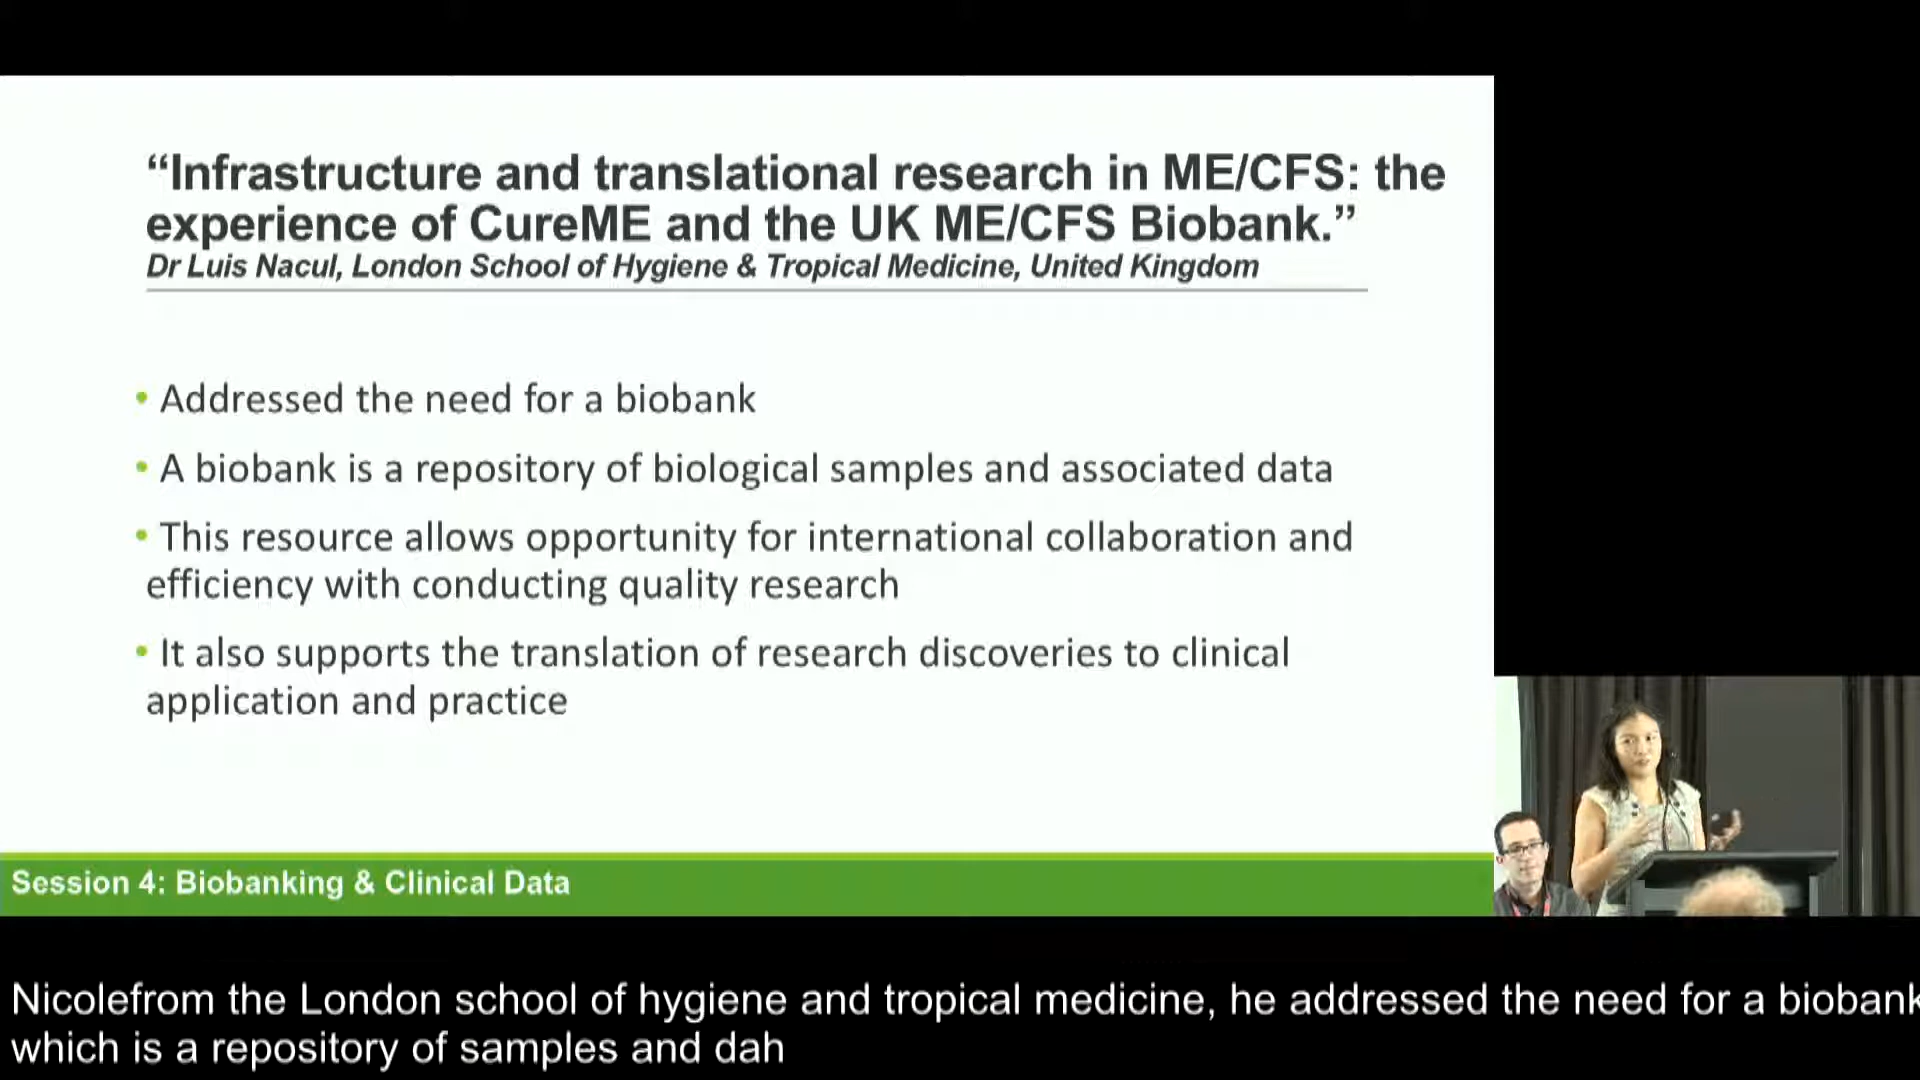 “Infrastructure and translational research in ME/CFS: the
experience of CureME and the UK ME/CFS Biobank.”
Dr Luis Nacul, London School of Hygiene & Tropical Medicine, United Kingdom
• Addressed the need for a biobank
• A biobank is a repository of biological samples and associated data
• This resource allows opportunity for international collaboration and
efficiency with conducting quality research
• It also supports the translation of research discoveries to clinical
application and practice
Session 4: Biobanking & Clinical Data
Nicolefrom the London school of hygiene and tropical medicine, he addressed the need for a biobank
which is a repository of samples and dah